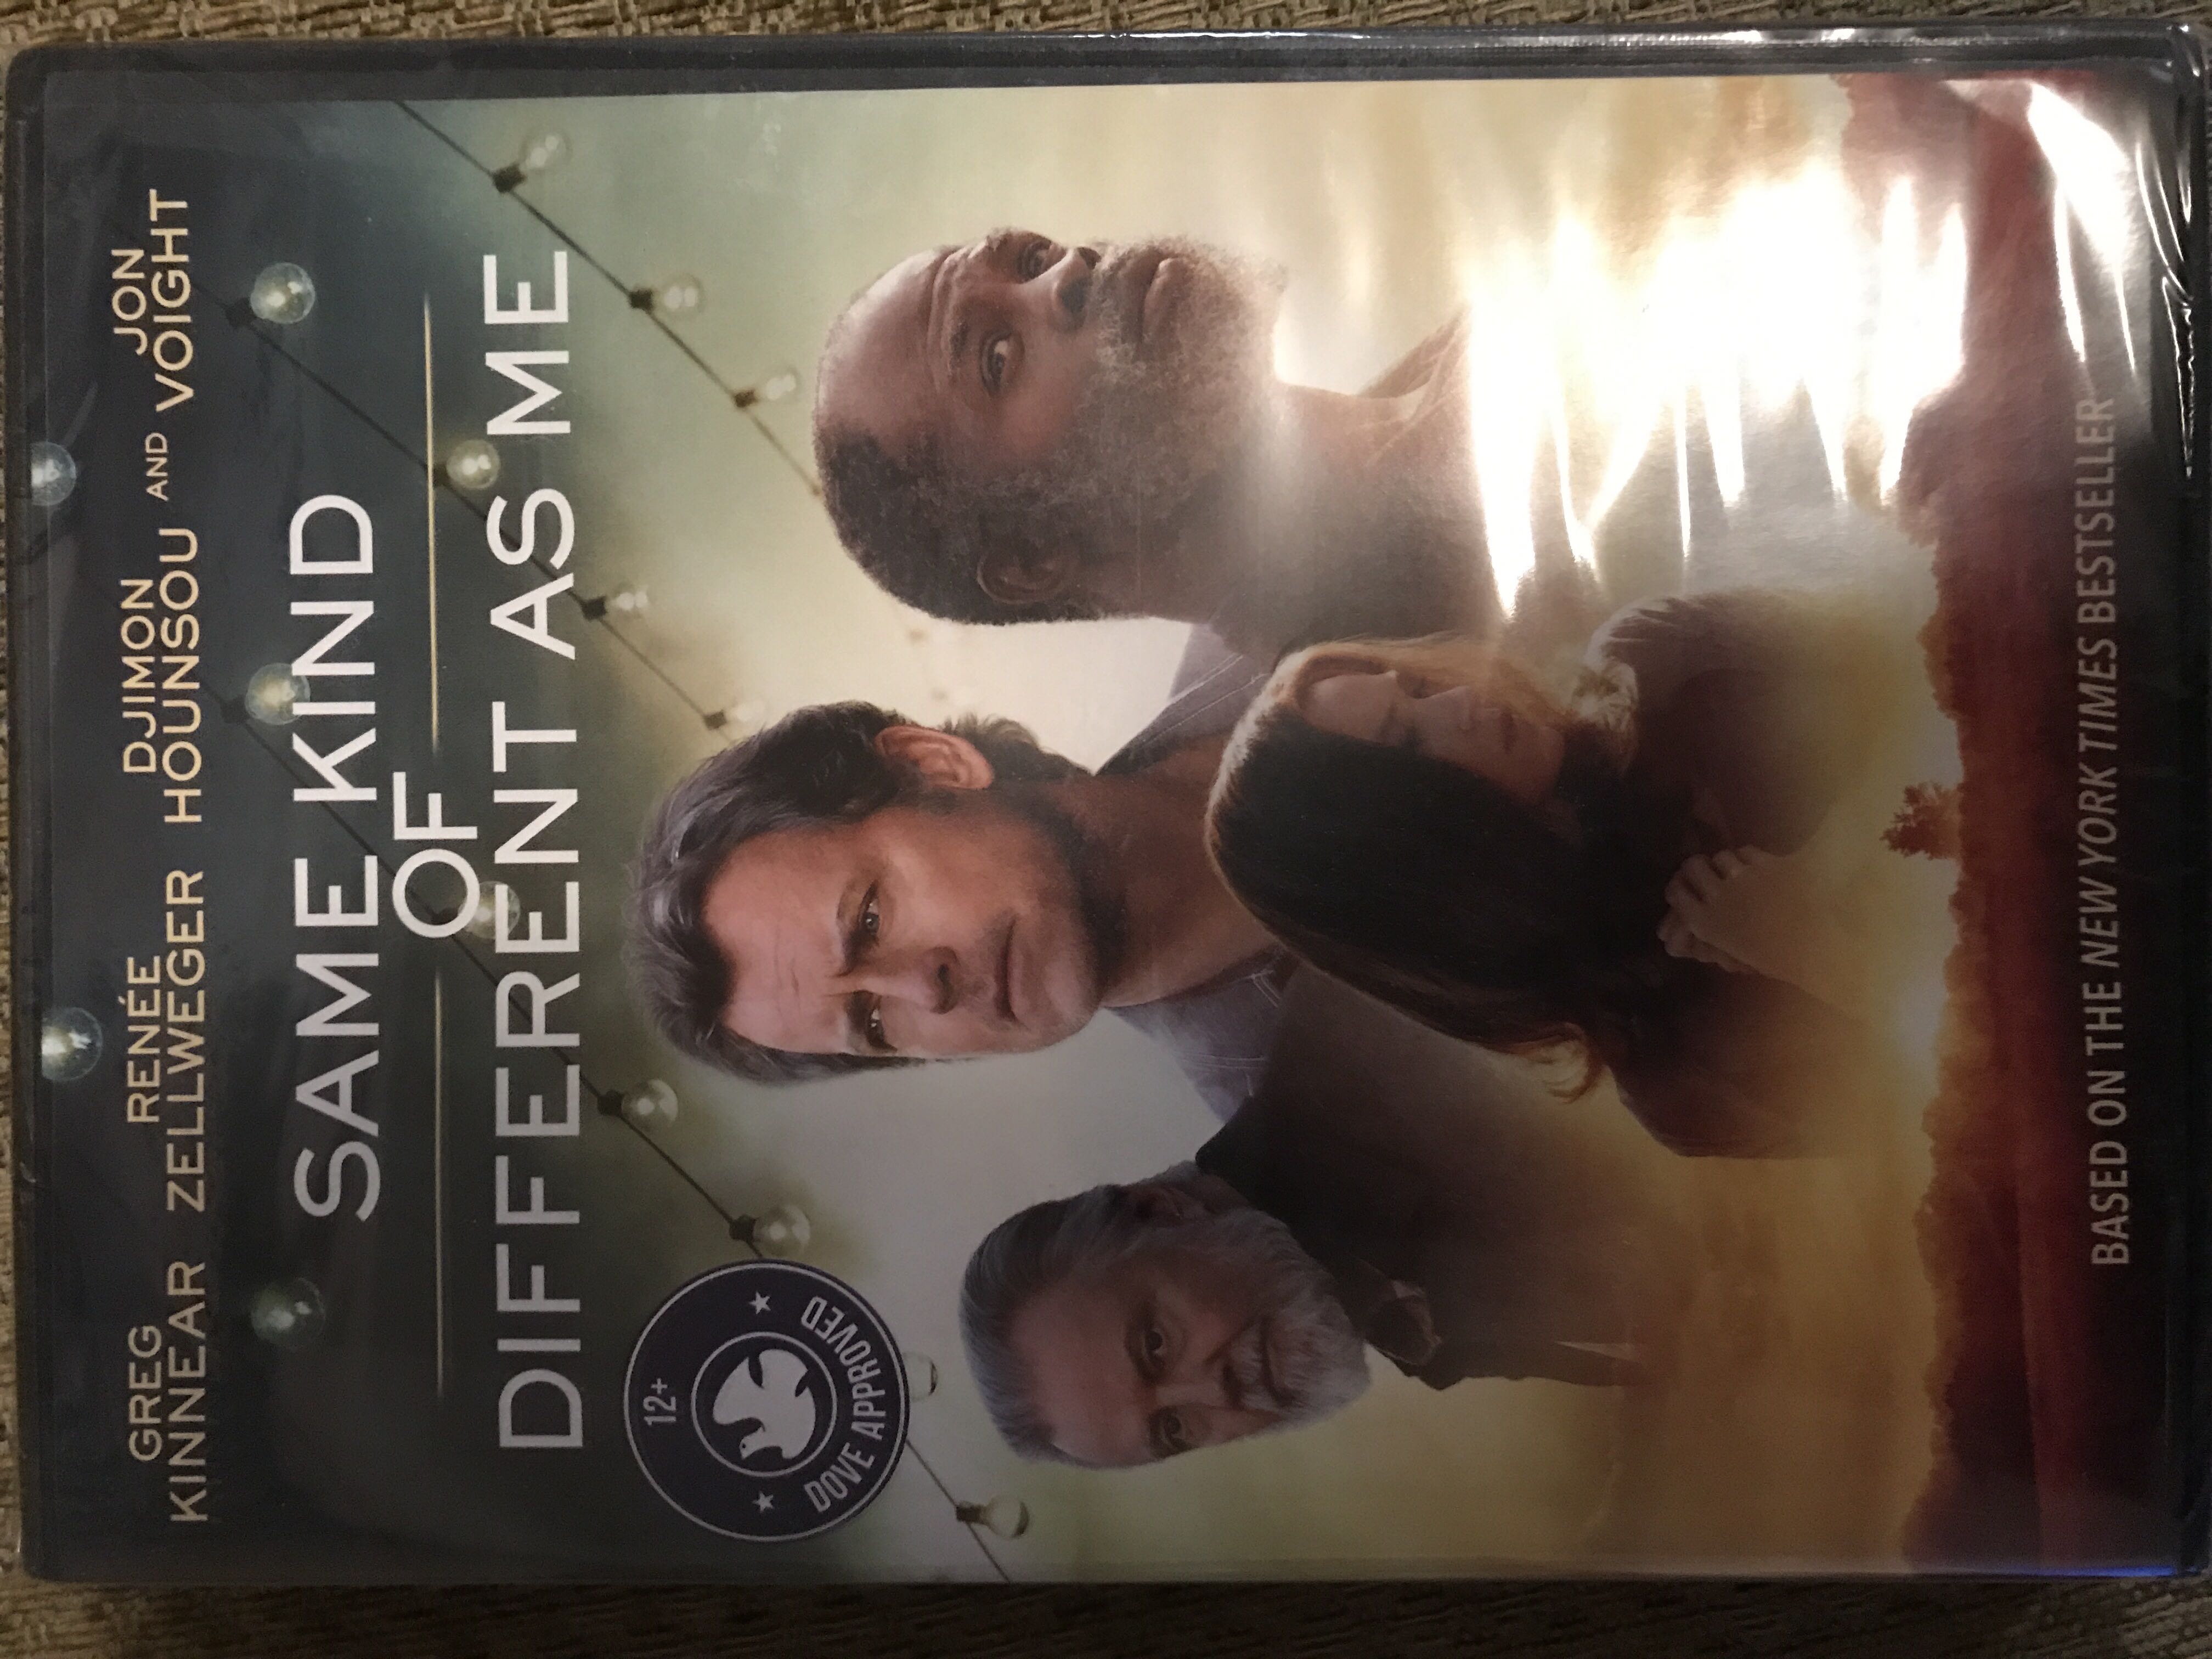 GREG KINNEAR RENÉE ZELLWEGER DJIMON HOUNSOU AND JON VOIGHT
SAME KIND
OF
DIFFERENT AS ME
12+
DOVE APPROVED
BASED ON THE NEW YORK TIMES BESTSELLER